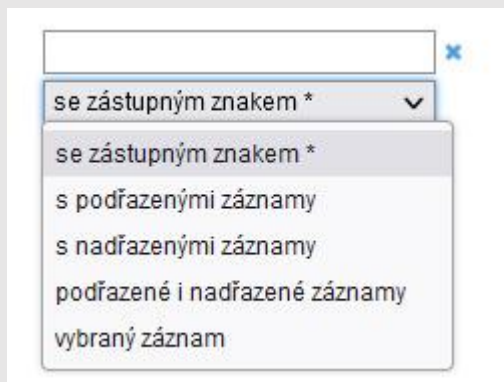 se zástupným znakem *
se zástupným znakem *
s podřazenými záznamy
s nadřazenými záznamy
podřazené i nadřazené záznamy
vybraný záznam